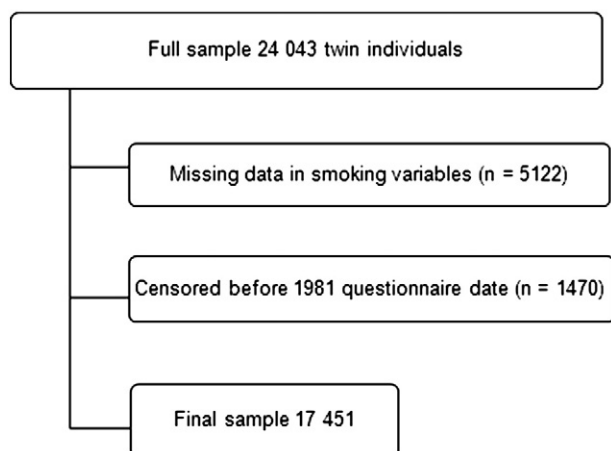 Full sample 24 043 twin individuals
Missing data in smoking variables (n = 5122)
Censored before 1981 questionnaire date (n = 1470)
Final sample 17 451